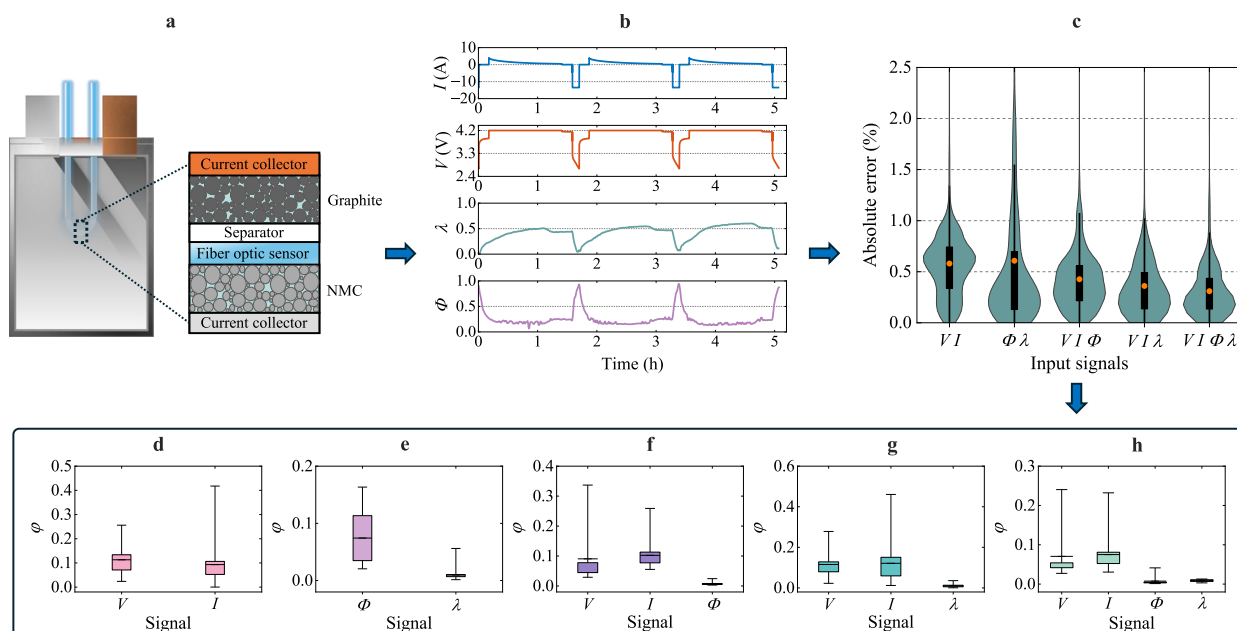 a
b
c
Current collector
Graphite
Separator
Fiber optic sensor
NMC
Current collector
I (A)
20
10
0
−10
20
0
1
2
3
4
5
V (V)
4.2
3.3
2.4
0
1
2
3
4
5
λ
1.0
0.5
0.0
0
1
2
3
4
5
Φ
1.0
0.5
0.0
0
1
2
3
4
5
Time (h)
Absolute error (%)
2.5
2.0
1.5
1.0
0.5
0.0
V I
Φ λ
V I Φ
V I λ
V I Φ λ
Input signals
d
φ
0.5
0.4
0.3
0.2
0.1
0.0
V
I
Signal
e
φ
0.2
0.1
0.0
Φ
λ
Signal
f
φ
0.4
0.3
0.2
0.1
0.0
V
I
Φ
Signal
g
φ
0.6
0.4
0.2
0.0
V
I
λ
Signal
h
φ
0.3
0.2
0.1
0.0
V
I
Φ
λ
Signal